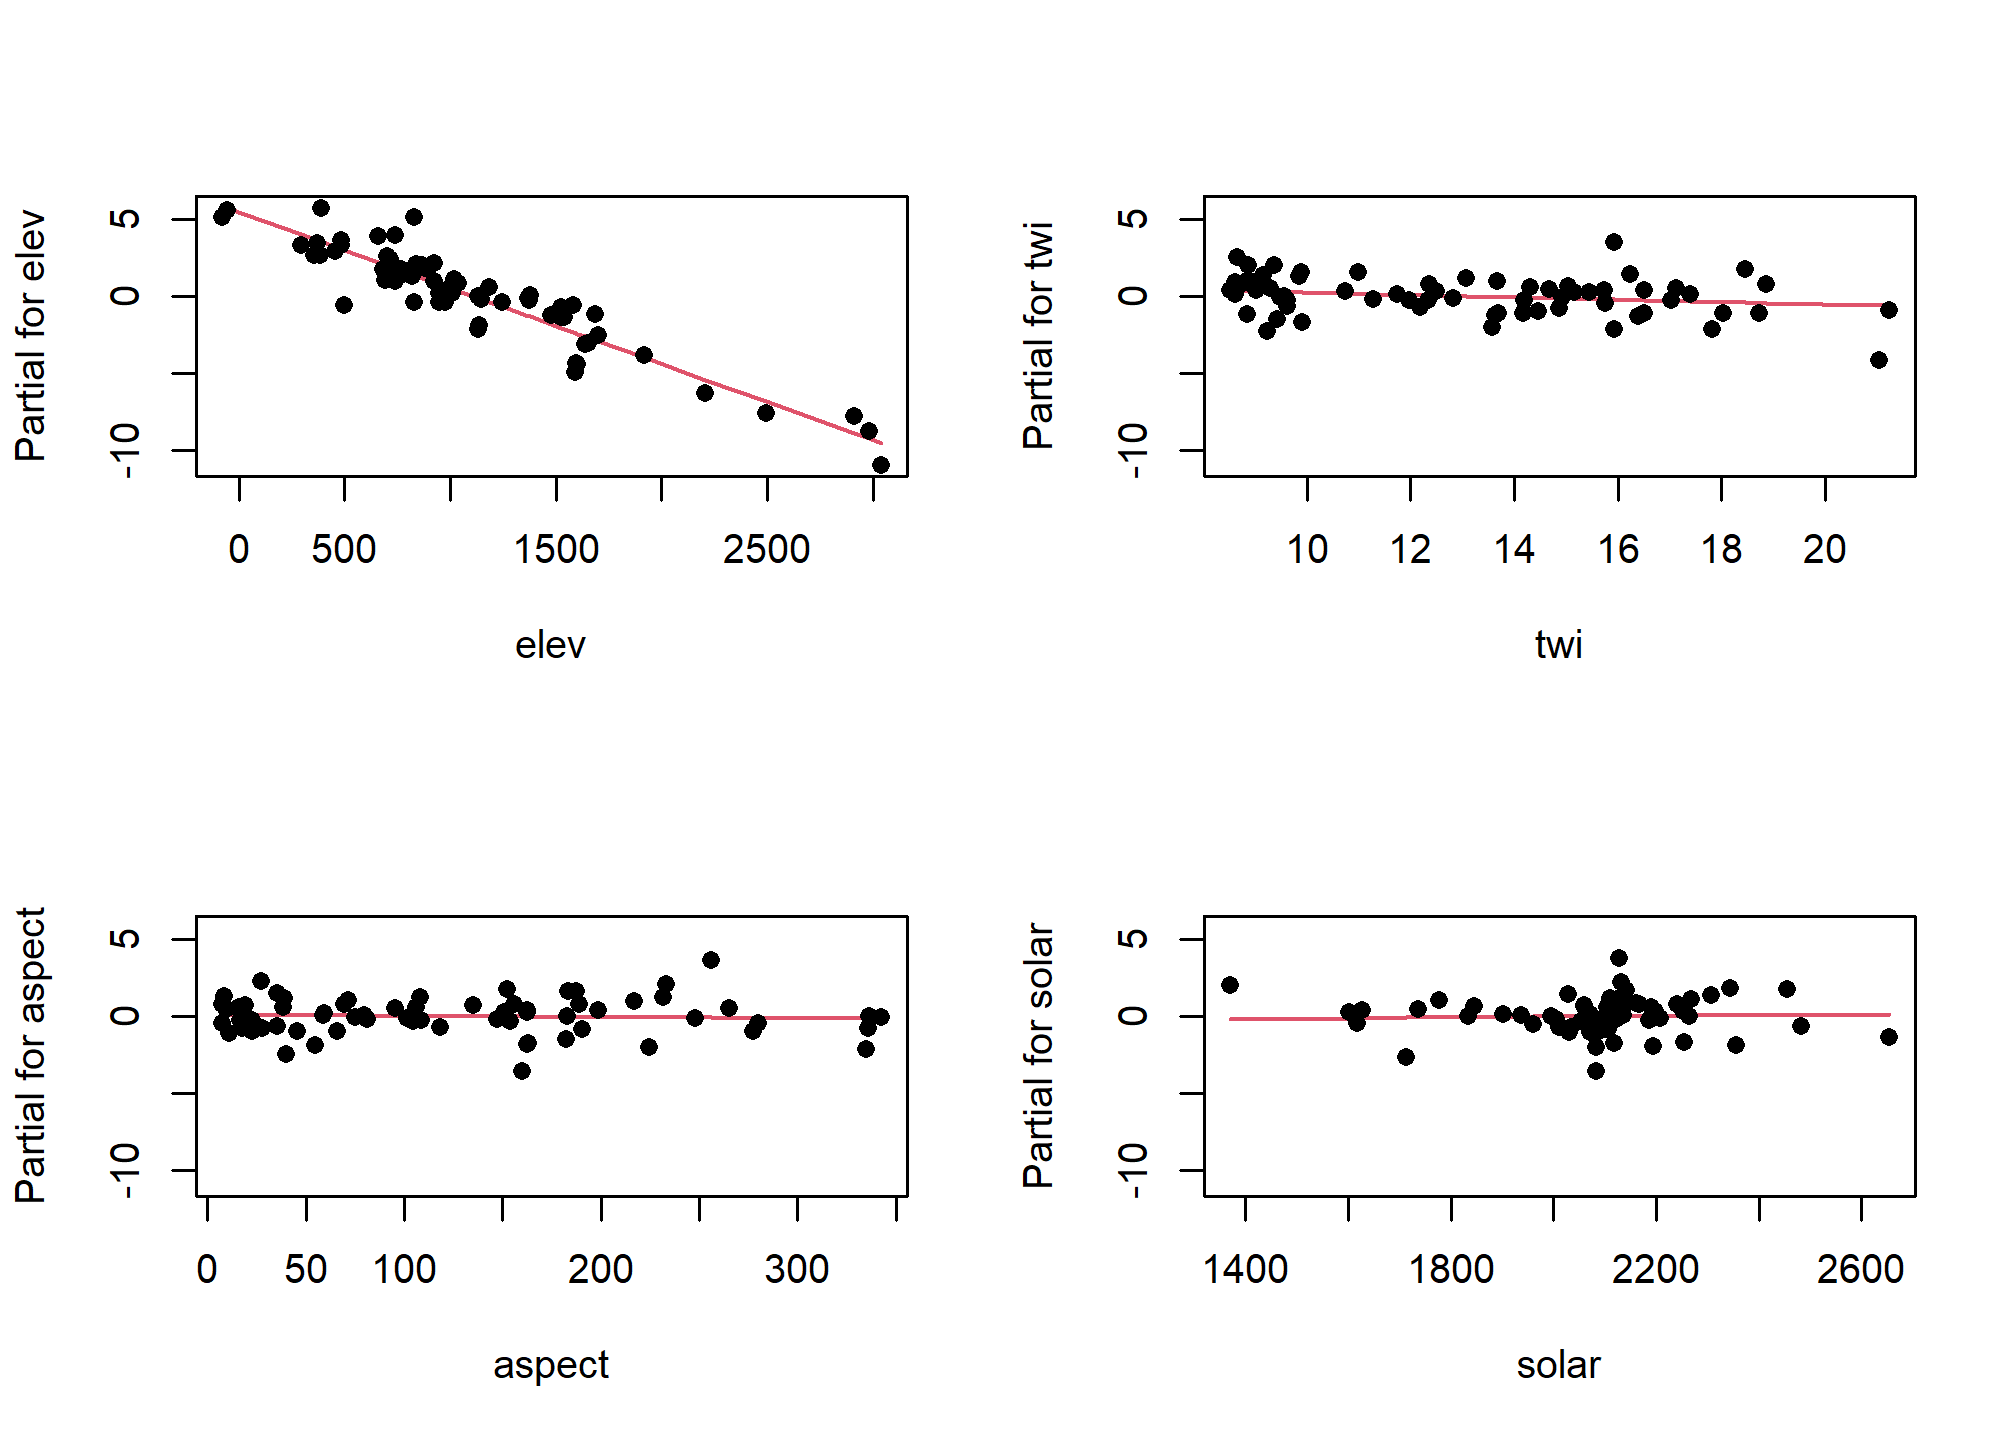 Partial for elev
5
0
-10
0 500 1500 2500
elev
Partial for twi
5
0
-10
10 12 14 16 18 20
twi
Partial for aspect
5
0
-10
0 50 100 200 300
aspect
Partial for solar
5
0
-10
1400 1800 2200 2600
solar